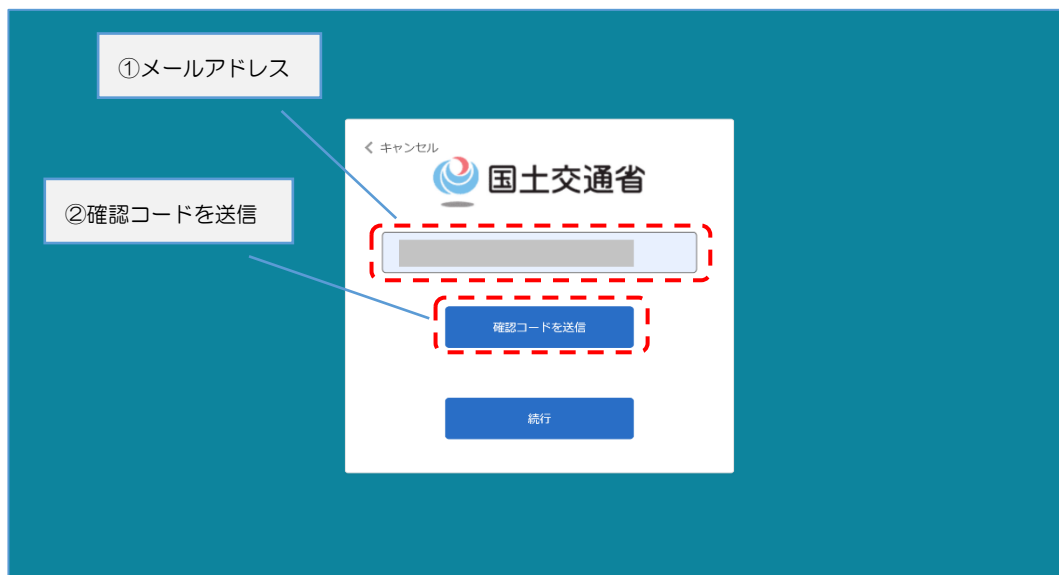 ①メールアドレス
キャンセル
国土交通省
②確認コードを送信
確認コードを送信
続行